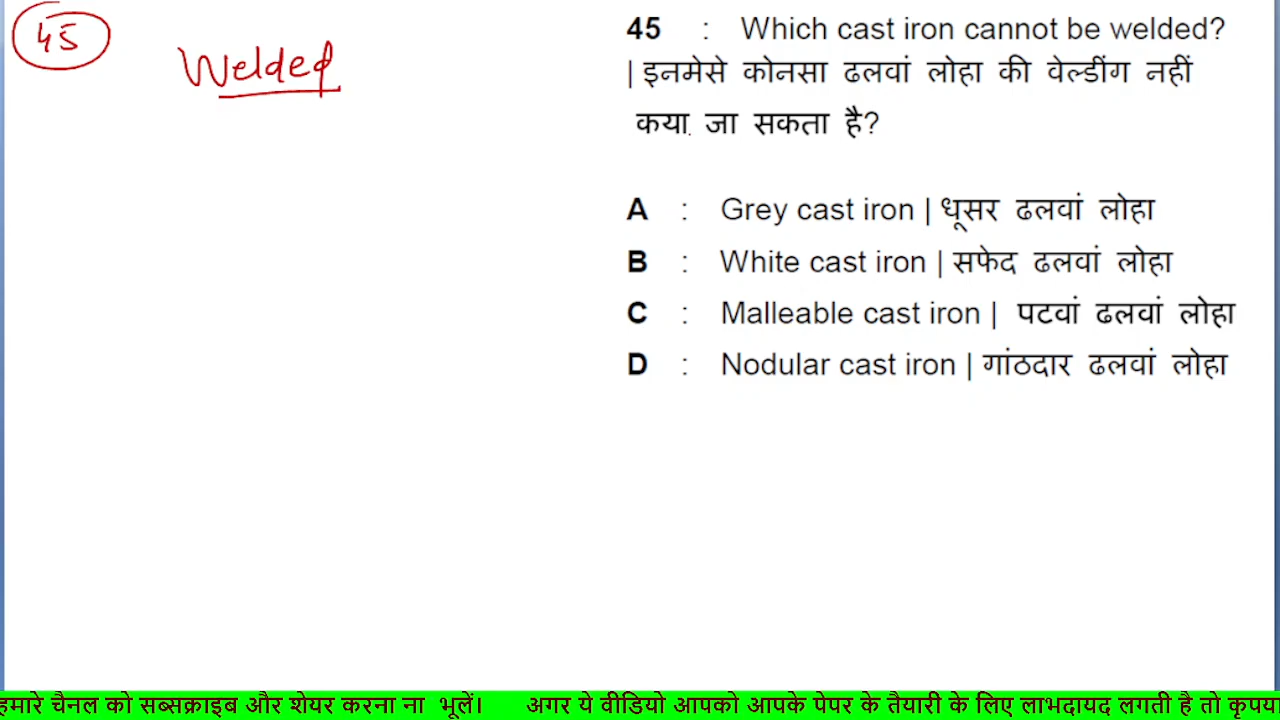 45
Welded
45 : Which cast iron cannot be welded?
| इनमेसे कोनसा ढलवां लोहा की वेल्डींग नहीं
कया जा सकता है?
A : Grey cast iron | धूसर ढलवां लोहा
B : White cast iron | सफेद ढलवां लोहा
C : Malleable cast iron | पटवां ढलवां लोहा
D : Nodular cast iron | गांठदार ढलवां लोहा
हमारे चैनल को सब्सक्राइब और शेयर करना ना भूलें। अगर ये वीडियो आपको आपके पेपर के तैयारी के लिए लाभदायद लगती है तो कृपय